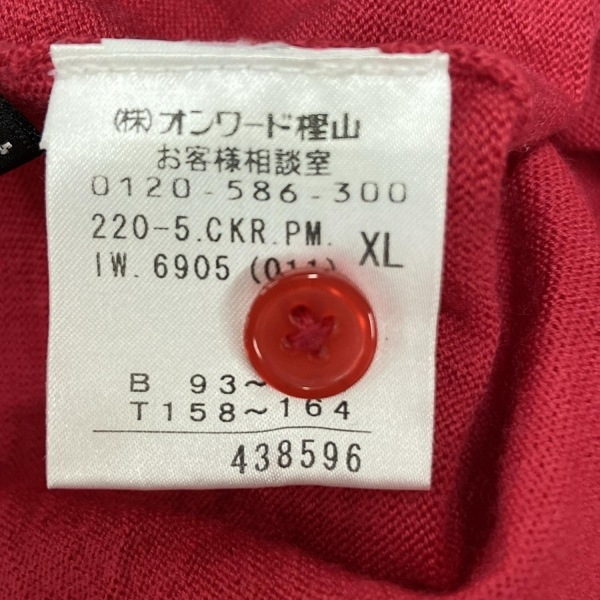 (株)オンワード樫山
お客様相談室
0120-586-300
220-5.CKR.PM.
IW.6905 (011) XL
B 93~
T158~164
438596